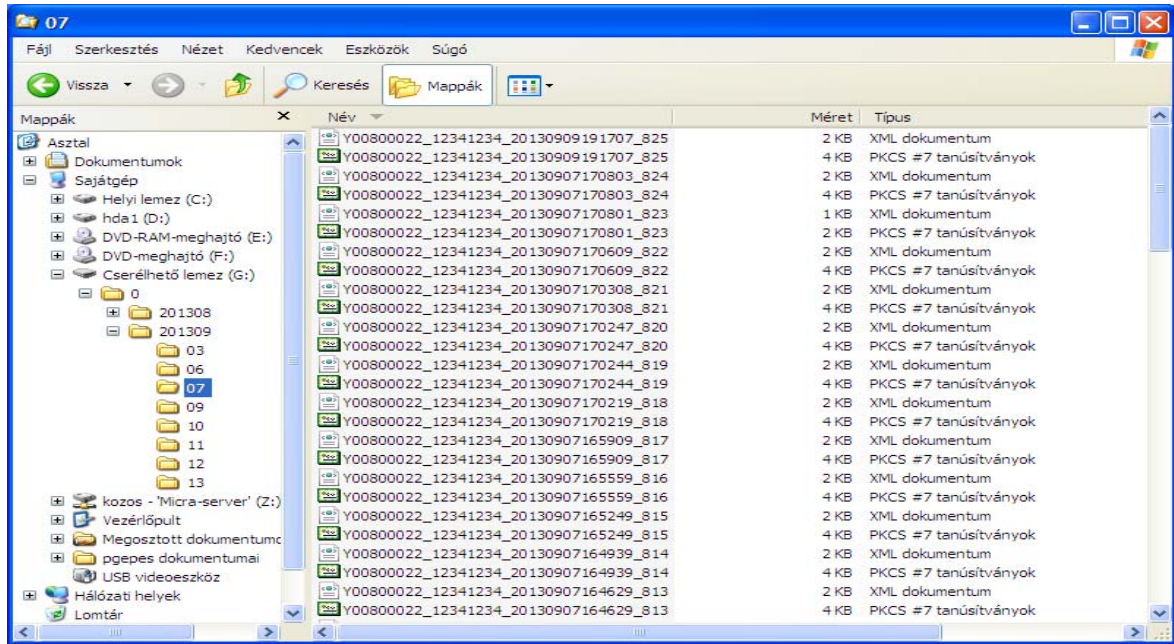 07
Fájl Szerkesztés Nézet Kedvencek Eszközök Súgó
Vissza Keresés Mappák
Mappák
Asztal
Dokumentumok
Sajátgép
Helyi lemez (C:)
hda1 (D:)
DVD-RAM-meghajtó (E:)
DVD-meghajtó (F:)
Cserélhető lemez (G:)
0
201308
201309
03
06
07
09
10
11
12
13
kozos - 'Micra-server' (Z:)
Vezérlőpult
Megosztott dokumentumo
pgepes dokumentumai
USB videoeszköz
Hálózati helyek
Lomtár
Név Méret Típus
Y00800022_12341234_20130909191707_825 2 KB XML dokumentum
Y00800022_12341234_20130909191707_825 4 KB PKCS #7 tanúsítványok
Y00800022_12341234_20130907170803_824 2 KB XML dokumentum
Y00800022_12341234_20130907170803_824 4 KB PKCS #7 tanúsítványok
Y00800022_12341234_20130907170801_823 1 KB XML dokumentum
Y00800022_12341234_20130907170801_823 2 KB PKCS #7 tanúsítványok
Y00800022_12341234_20130907170609_822 2 KB XML dokumentum
Y00800022_12341234_20130907170609_822 4 KB PKCS #7 tanúsítványok
Y00800022_12341234_20130907170308_821 2 KB XML dokumentum
Y00800022_12341234_20130907170308_821 4 KB PKCS #7 tanúsítványok
Y00800022_12341234_20130907170247_820 2 KB XML dokumentum
Y00800022_12341234_20130907170247_820 4 KB PKCS #7 tanúsítványok
Y00800022_12341234_20130907170244_819 2 KB XML dokumentum
Y00800022_12341234_20130907170244_819 4 KB PKCS #7 tanúsítványok
Y00800022_12341234_20130907170219_818 2 KB XML dokumentum
Y00800022_12341234_20130907170219_818 4 KB PKCS #7 tanúsítványok
Y00800022_12341234_20130907165909_817 2 KB XML dokumentum
Y00800022_12341234_20130907165909_817 4 KB PKCS #7 tanúsítványok
Y00800022_12341234_20130907165559_816 2 KB XML dokumentum
Y00800022_12341234_20130907165559_816 4 KB PKCS #7 tanúsítványok
Y00800022_12341234_20130907165249_815 2 KB XML dokumentum
Y00800022_12341234_20130907165249_815 4 KB PKCS #7 tanúsítványok
Y00800022_12341234_20130907164939_814 2 KB XML dokumentum
Y00800022_12341234_20130907164939_814 4 KB PKCS #7 tanúsítványok
Y00800022_12341234_20130907164629_813 2 KB XML dokumentum
Y00800022_12341234_20130907164629_813 4 KB PKCS #7 tanúsítványok